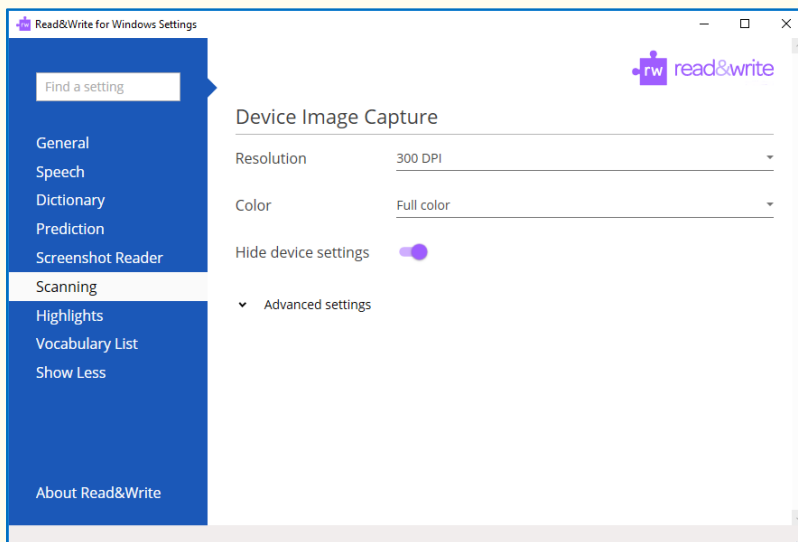 rw Read&Write for Windows Settings
Find a setting
General
Speech
Dictionary
Prediction
Screenshot Reader
Scanning
Highlights
Vocabulary List
Show Less
About Read&Write
rw read&write
Device Image Capture
Resolution 300 DPI
Color Full color
Hide device settings
Advanced settings